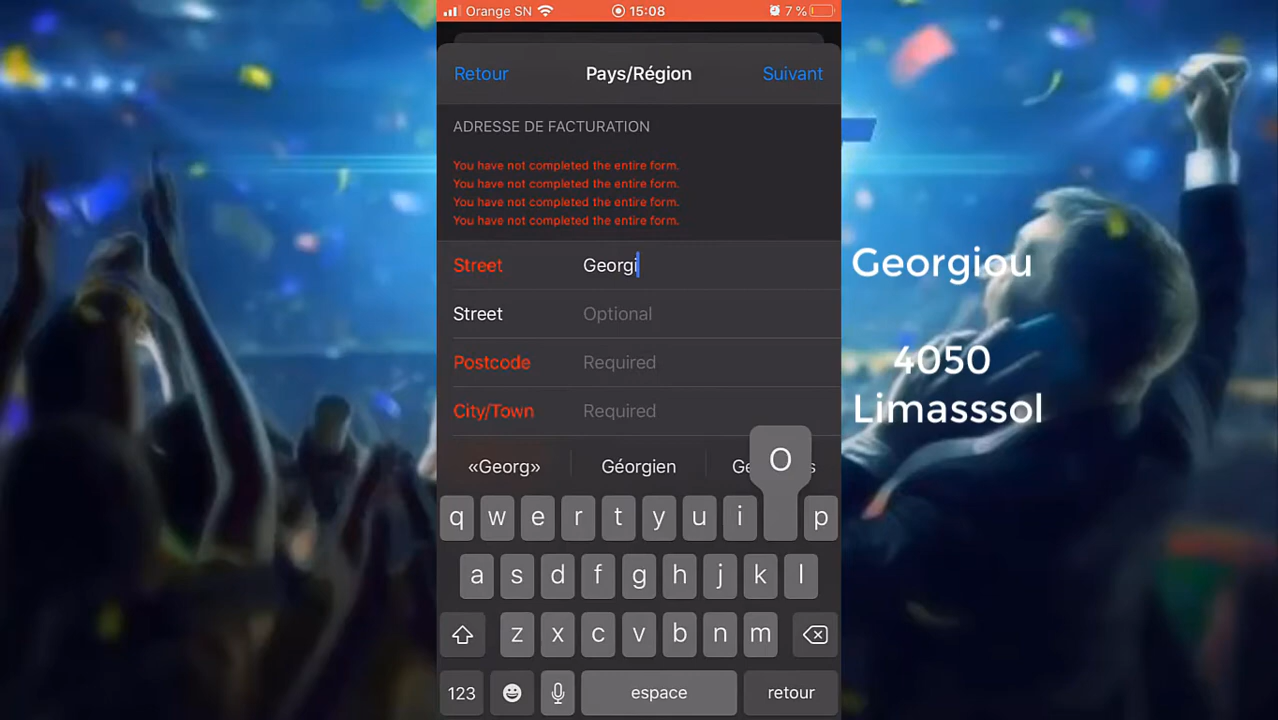 Orange SN 15:08 7 %
Retour Pays/Région Suivant
ADRESSE DE FACTURATION
You have not completed the entire form.
You have not completed the entire form.
You have not completed the entire form.
You have not completed the entire form.
Street Georgi
Street Optional
Postcode Required
City/Town Required
«Georg» Géorgien
O
q w e r t y u i p
a s d f g h j k l
z x c v b n m
123 espace retour
Georgiou
4050
Limasssol